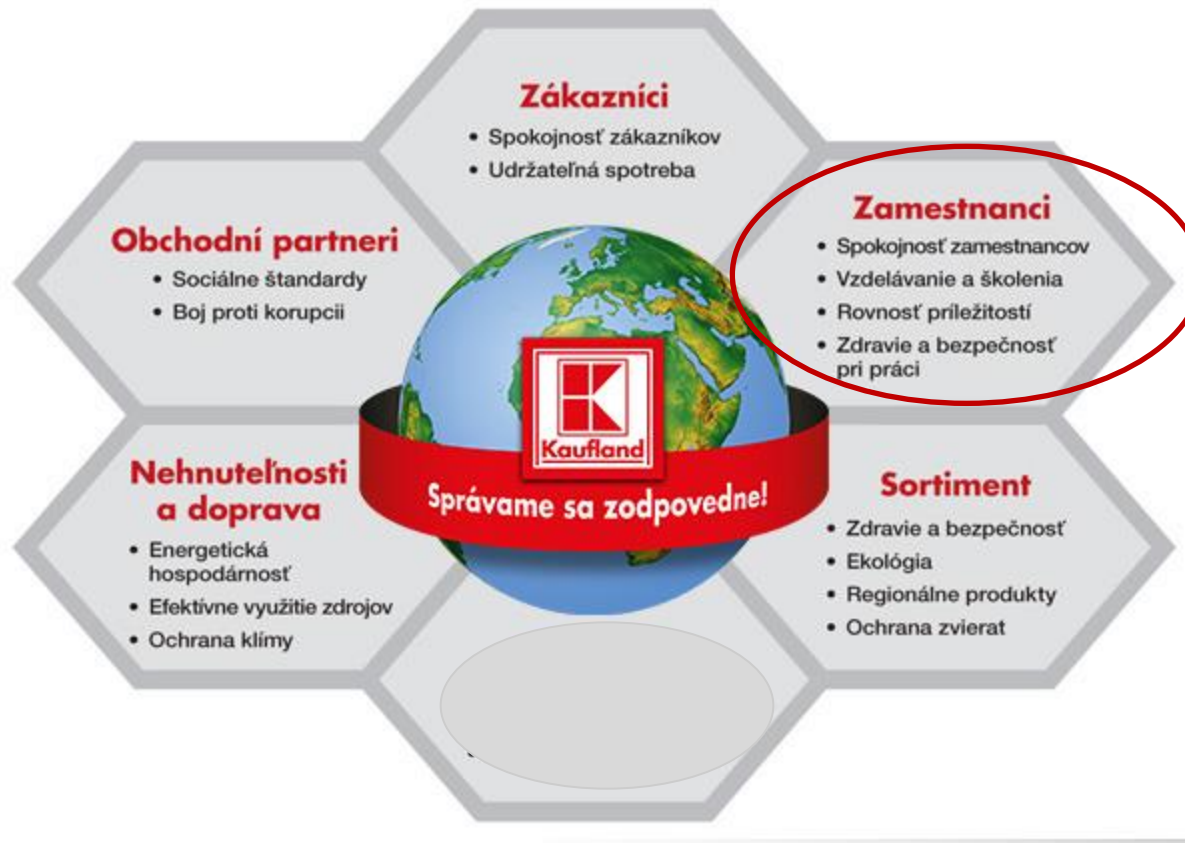 Zákazníci
• Spokojnosť zákazníkov
• Udržateľná spotreba
Obchodní partneri
• Sociálne štandardy
• Boj proti korupcii
Zamestnanci
• Spokojnosť zamestnancov
• Vzdelávanie a školenia
• Rovnosť príležitostí
• Zdravie a bezpečnosť
pri práci
Kaufland
Správame sa zodpovedne!
Nehnuteľnosti
a doprava
• Energetická
hospodárnosť
• Efektívne využitie zdrojov
• Ochrana klímy
Sortiment
• Zdravie a bezpečnosť
• Ekológia
• Regionálne produkty
• Ochrana zvierat